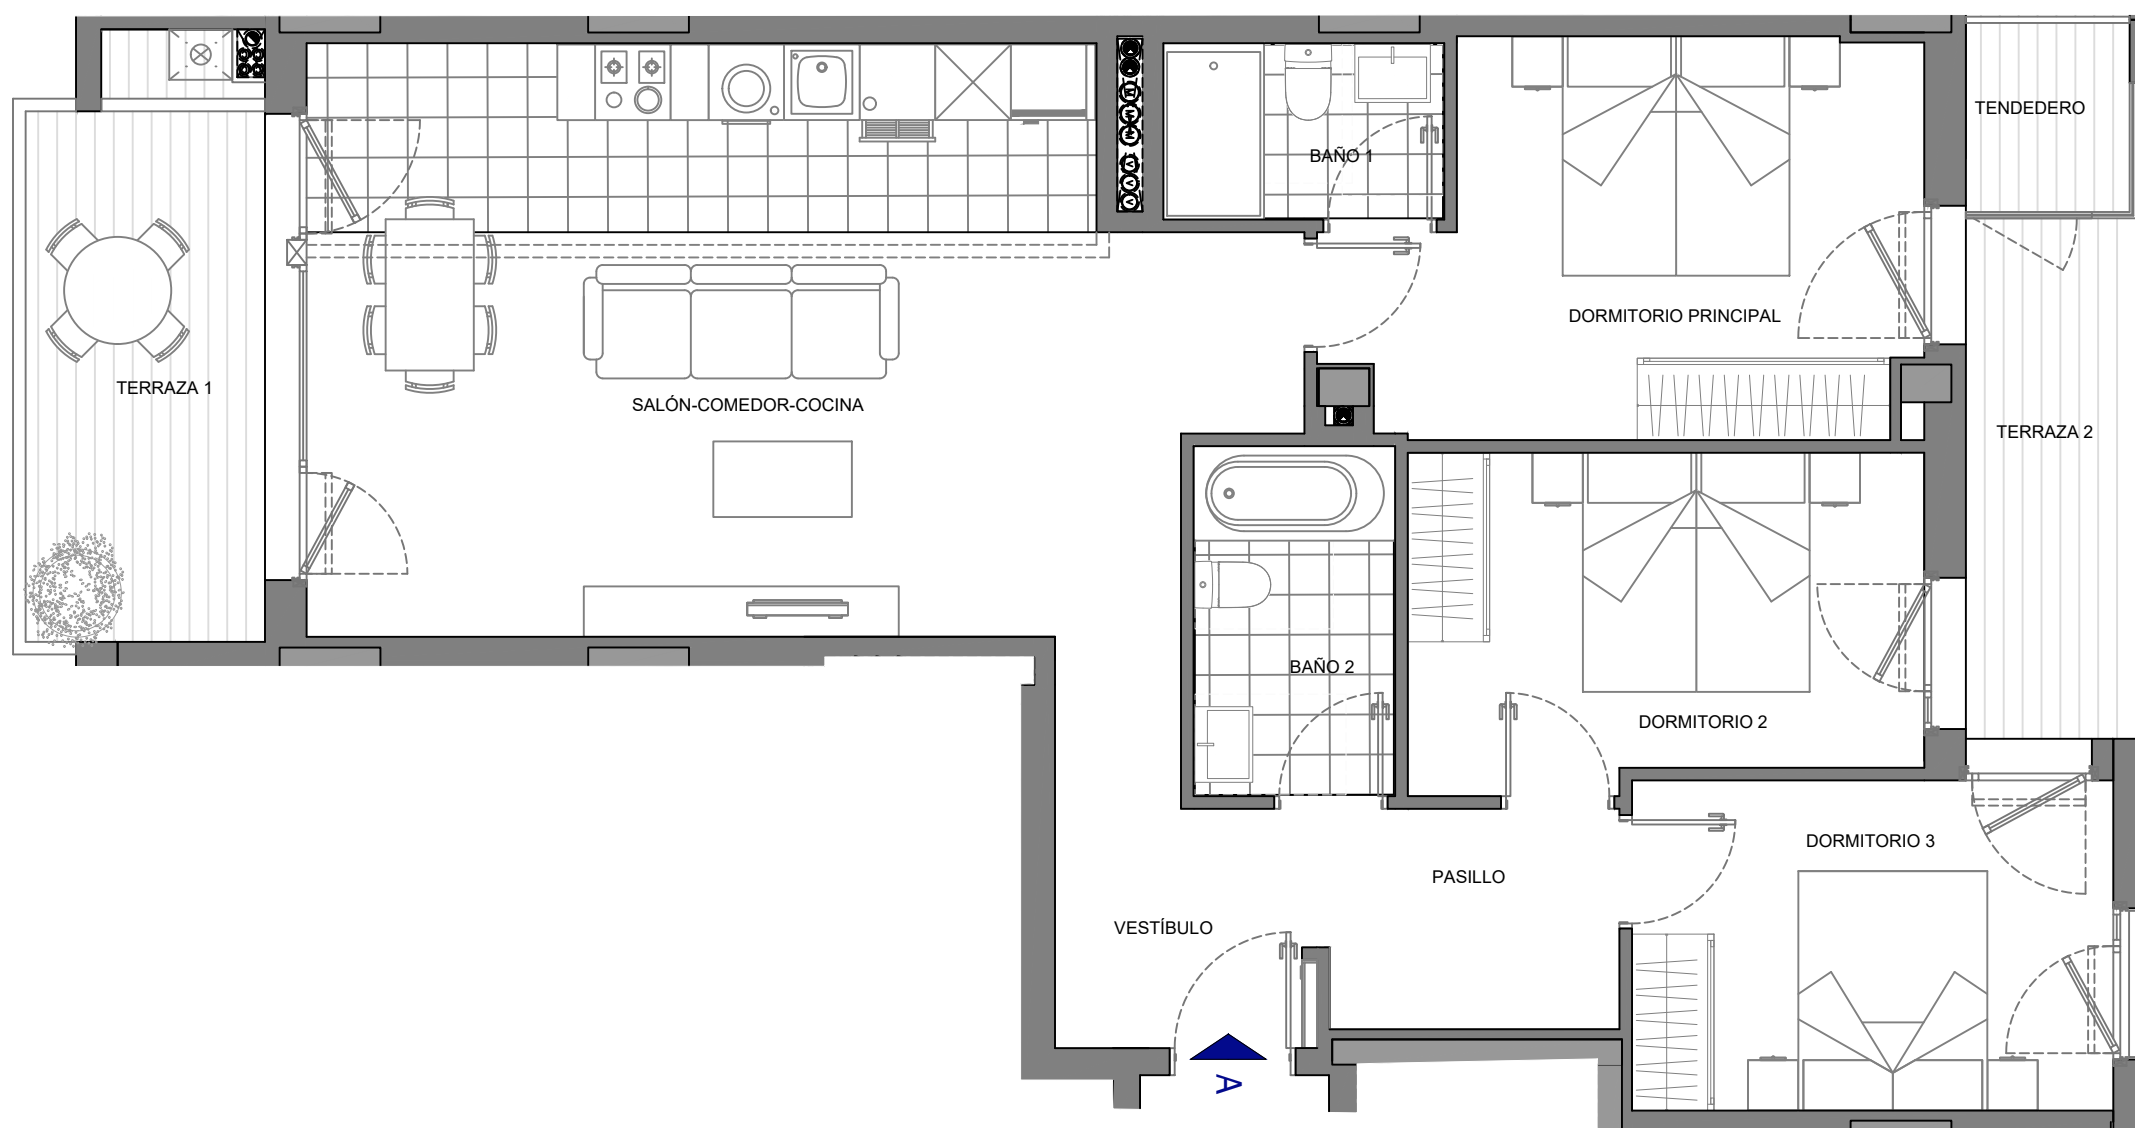 TENDEDERO
BAÑO 1
DORMITORIO PRINCIPAL
TERRAZA 1
SALÓN-COMEDOR-COCINA
TERRAZA 2
BAÑO 2
DORMITORIO 2
DORMITORIO 3
PASILLO
VESTÍBULO
A